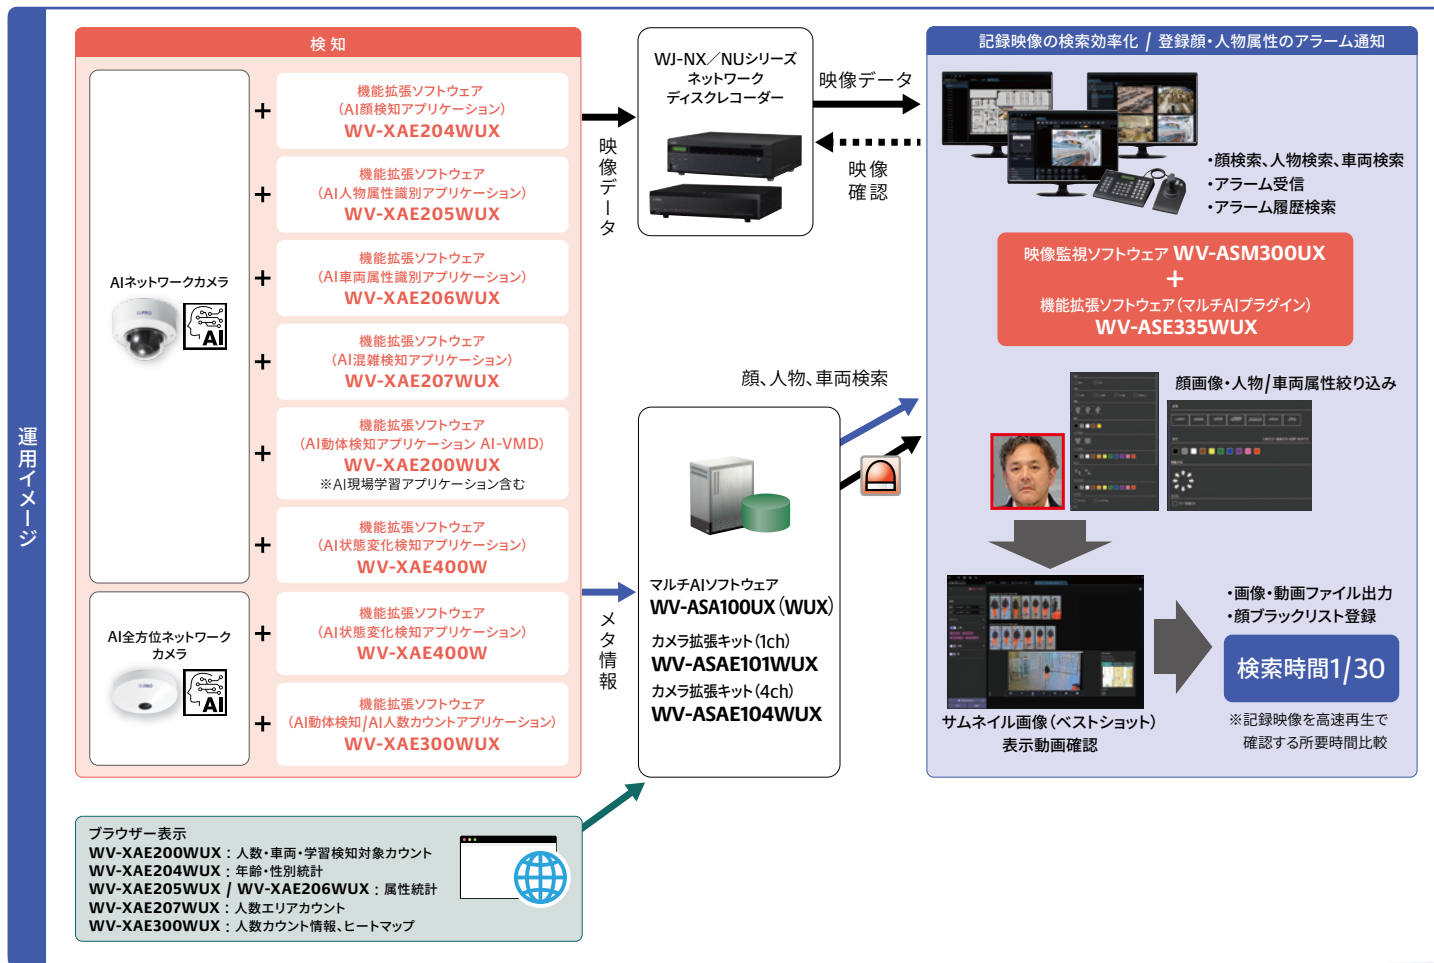 運用イメージ
検知
AIネットワークカメラ
i-PRO
AI
+
機能拡張ソフトウェア
（AI顔検知アプリケーション）
WV-XAE204WUX
+
機能拡張ソフトウェア
（AI人物属性識別アプリケーション）
WV-XAE205WUX
+
機能拡張ソフトウェア
（AI車両属性識別アプリケーション）
WV-XAE206WUX
+
機能拡張ソフトウェア
（AI混雑検知アプリケーション）
WV-XAE207WUX
+
機能拡張ソフトウェア
（AI動体検知アプリケーション AI-VMD）
WV-XAE200WUX
※AI現場学習アプリケーション含む
+
機能拡張ソフトウェア
（AI状態変化検知アプリケーション）
WV-XAE400W
AI全方位ネットワーク
カメラ
AI
+
機能拡張ソフトウェア
（AI状態変化検知アプリケーション）
WV-XAE400W
+
機能拡張ソフトウェア
（AI動体検知/AI人数カウントアプリケーション）
WV-XAE300WUX
映像データ
メタ情報
WJ-NX／NUシリーズ
ネットワーク
ディスクレコーダー
映像データ
映像
確認
顔、人物、車両検索
マルチAIソフトウェア
WV-ASA100UX（WUX）
カメラ拡張キット（1ch）
WV-ASAE101WUX
カメラ拡張キット（4ch）
WV-ASAE104WUX
記録映像の検索効率化 / 登録顔・人物属性のアラーム通知
・顔検索、人物検索、車両検索
・アラーム受信
・アラーム履歴検索
映像監視ソフトウェア WV-ASM300UX
+
機能拡張ソフトウェア（マルチAIプラグイン）
WV-ASE335WUX
顔画像・人物/車両属性絞り込み
サムネイル画像（ベストショット）
表示動画確認
・画像・動画ファイル出力
・顔ブラックリスト登録
検索時間1/30
※記録映像を高速再生で
確認する所要時間比較
ブラウザー表示
WV-XAE200WUX：人数・車両・学習検知対象カウント
WV-XAE204WUX：年齢・性別統計
WV-XAE205WUX / WV-XAE206WUX：属性統計
WV-XAE207WUX：人数エリアカウント
WV-XAE300WUX：人数カウント情報、ヒートマップ